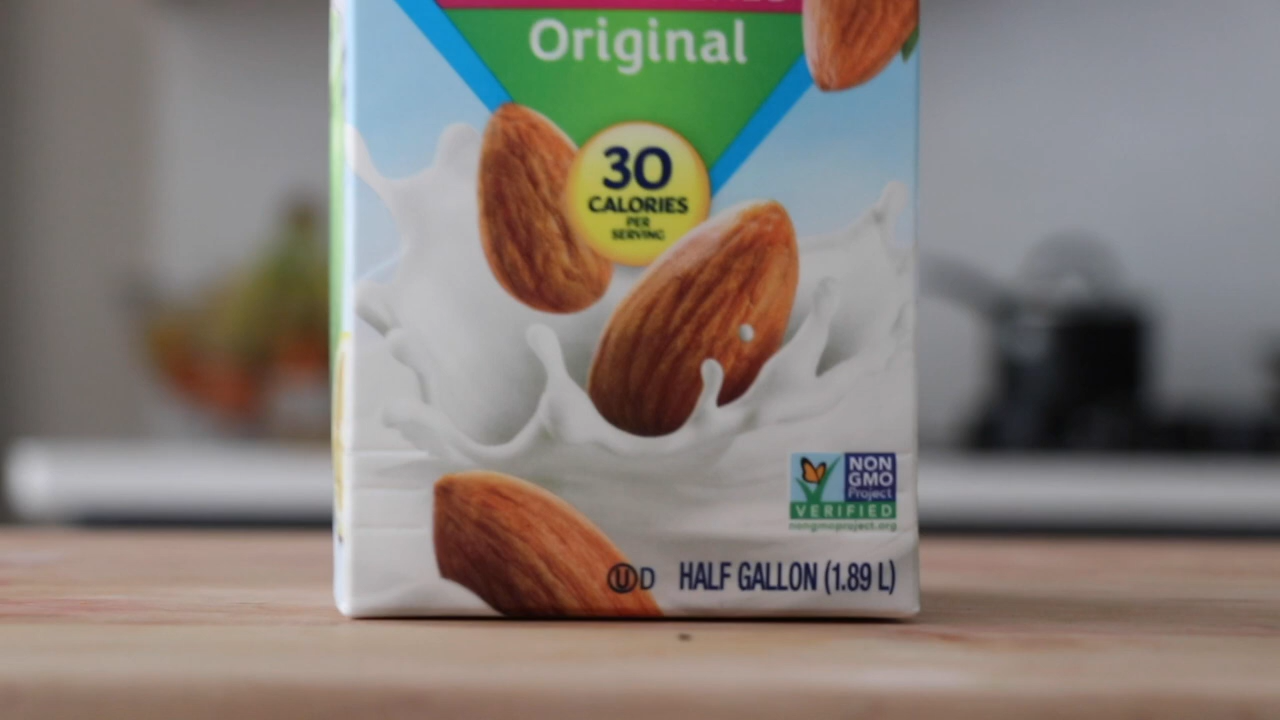 Original
30
CALORIES
PER
SERVING
NON
GMO
Project
VERIFIED
nongmoproject.org
U D HALF GALLON (1.89 L)